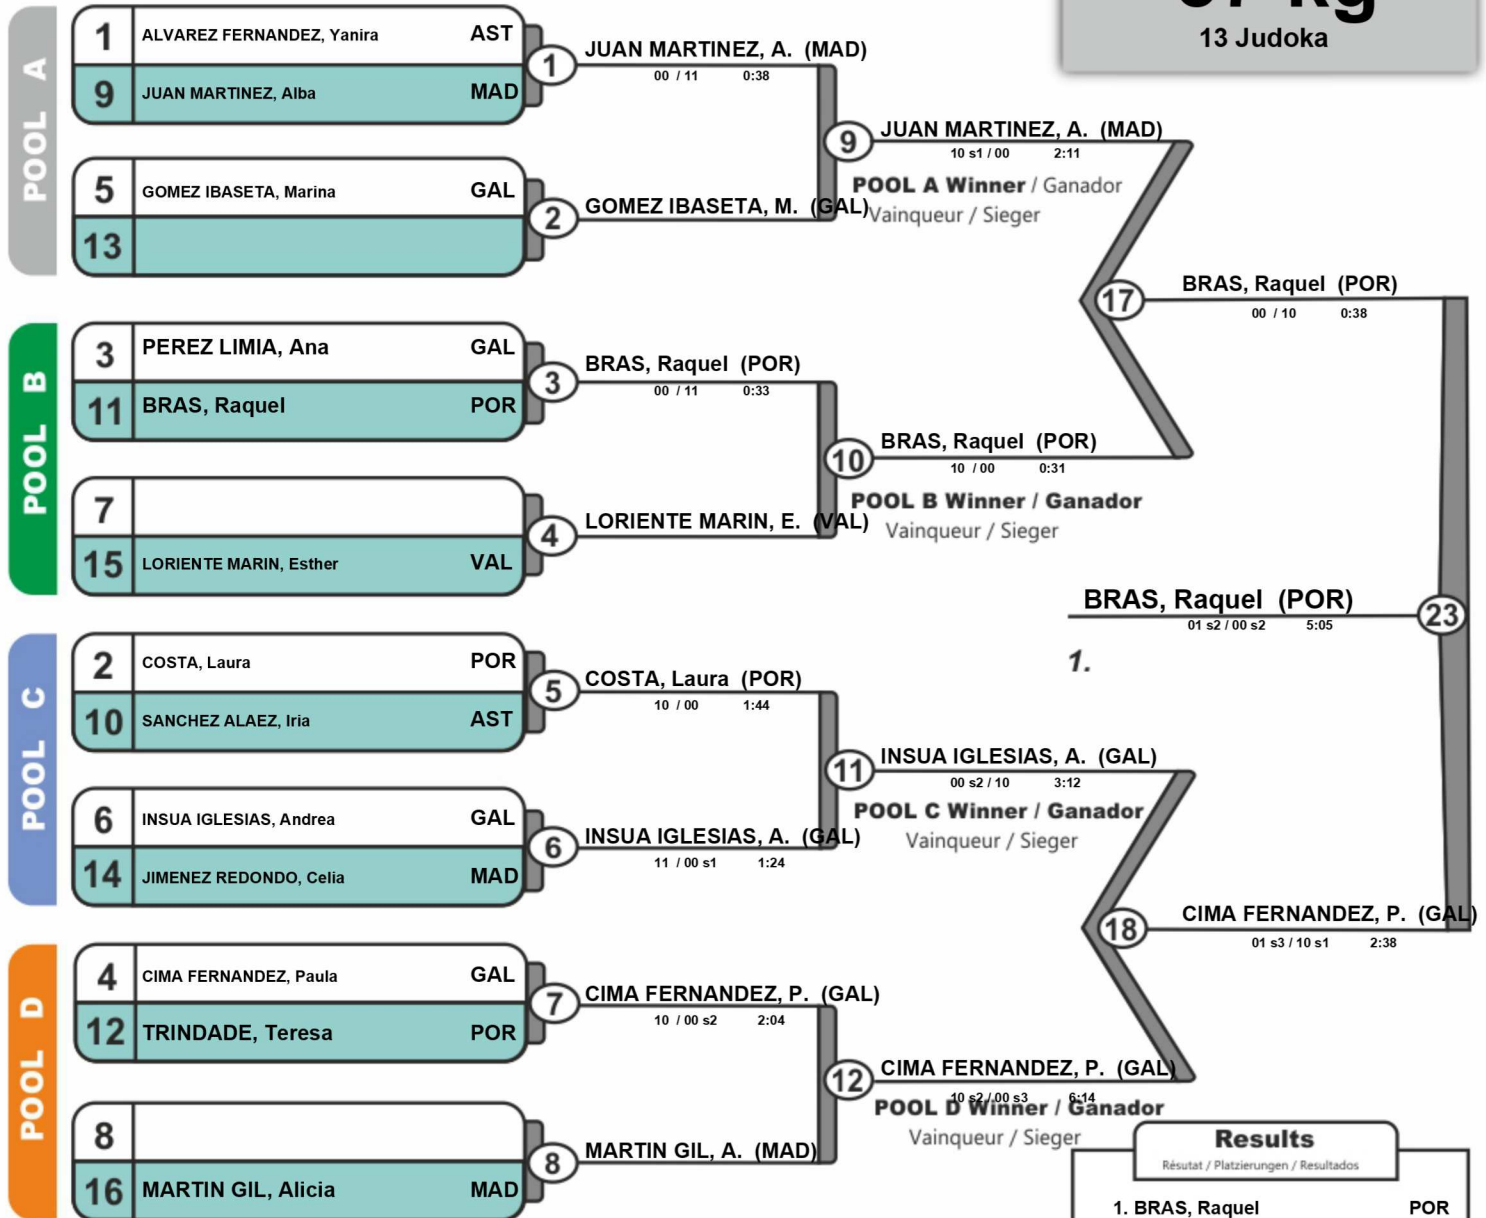 13 Judoka
POOL A
1 ALVAREZ FERNANDEZ, Yanira AST
9 JUAN MARTINEZ, Alba MAD
5 GOMEZ IBASETA, Marina GAL
13
1
JUAN MARTINEZ, A. (MAD)
00 / 11 0:38
2
GOMEZ IBASETA, M. (GAL)
9
JUAN MARTINEZ, A. (MAD)
10 s1 / 00 2:11
POOL A Winner / Ganador
Vainqueur / Sieger
POOL B
3 PEREZ LIMIA, Ana GAL
11 BRAS, Raquel POR
7
15 LORIENTE MARIN, Esther VAL
3
BRAS, Raquel (POR)
00 / 11 0:33
4
LORIENTE MARIN, E. (VAL)
10
BRAS, Raquel (POR)
10 / 00 0:31
POOL B Winner / Ganador
Vainqueur / Sieger
17
BRAS, Raquel (POR)
00 / 10 0:38
BRAS, Raquel (POR)
01 s2 / 00 s2 5:05
1.
23
POOL C
2 COSTA, Laura POR
10 SANCHEZ ALAEZ, Iria AST
6 INSUA IGLESIAS, Andrea GAL
14 JIMENEZ REDONDO, Celia MAD
5
COSTA, Laura (POR)
10 / 00 1:44
6
INSUA IGLESIAS, A. (GAL)
11 / 00 s1 1:24
11
INSUA IGLESIAS, A. (GAL)
00 s2 / 10 3:12
POOL C Winner / Ganador
Vainqueur / Sieger
18
CIMA FERNANDEZ, P. (GAL)
01 s3 / 10 s1 2:38
POOL D
4 CIMA FERNANDEZ, Paula GAL
12 TRINDADE, Teresa POR
8
16 MARTIN GIL, Alicia MAD
7
CIMA FERNANDEZ, P. (GAL)
10 / 00 s2 2:04
8
MARTIN GIL, A. (MAD)
12
CIMA FERNANDEZ, P. (GAL)
10 s2 / 00 s3 6:14
POOL D Winner / Ganador
Vainqueur / Sieger
Results
Résutat / Platzierungen / Resultados
1. BRAS, Raquel POR